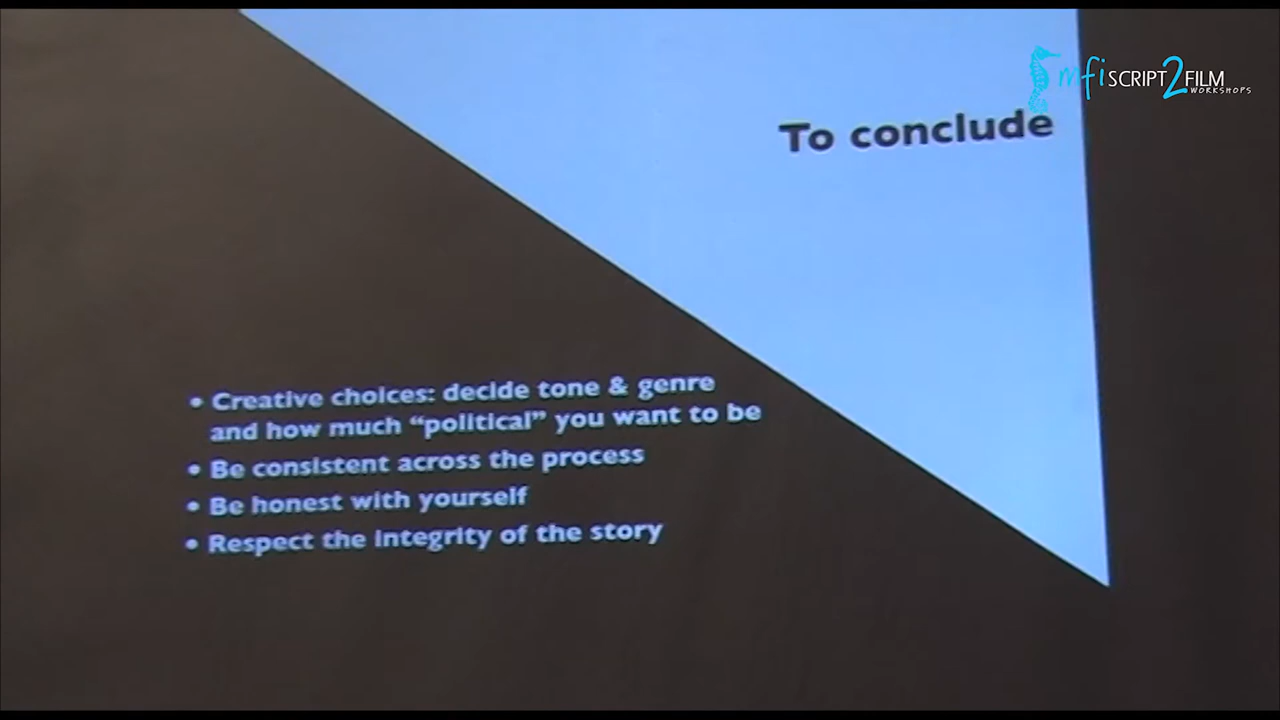 mfi SCRIPT2FILM
WORKSHOPS
To conclude
• Creative choices: decide tone & genre
and how much “political” you want to be
• Be consistent across the process
• Be honest with yourself
• Respect the integrity of the story